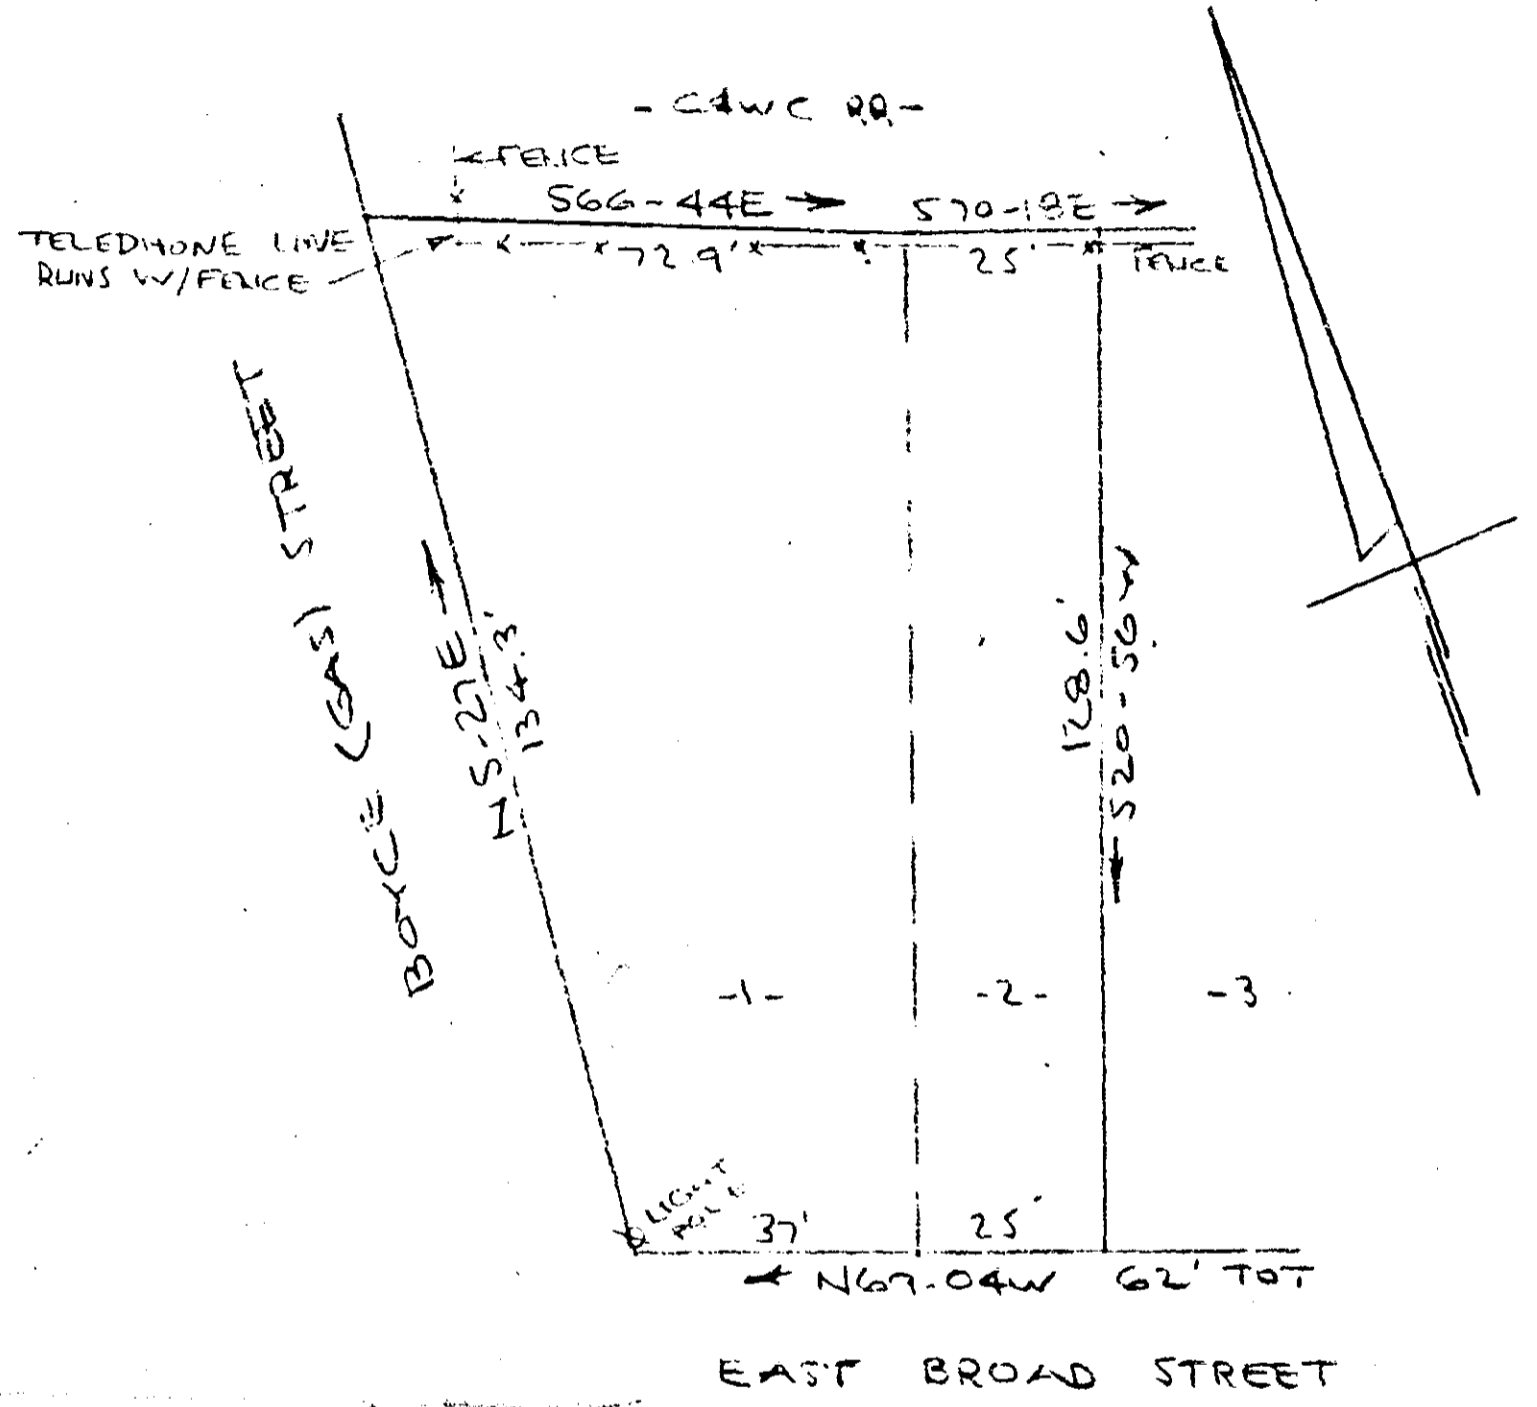 - C&WC RR -
FENCE
S66-44E
S70-18E
TELEPHONE LINE
RUNS W/FENCE
72.9'
25'
FENCE
BOYCE (GAS) STREET
N5-27E
134.3'
128.6'
S20-56W
-1-
-2-
-3
LIGHT
POLE
37'
25'
N67-04W 62' TOT
EAST BROAD STREET